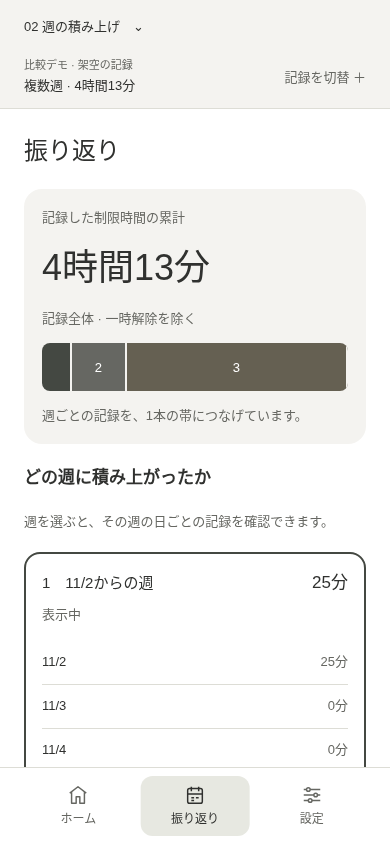 02 週の積み上げ
比較デモ · 架空の記録
複数週 · 4時間13分
記録を切替 ＋
振り返り
記録した制限時間の累計
4時間13分
記録全体 · 一時解除を除く
2
3
週ごとの記録を、1本の帯につなげています。
どの週に積み上がったか
週を選ぶと、その週の日ごとの記録を確認できます。
1 11/2からの週 25分
表示中
11/2 25分
11/3 0分
11/4 0分
ホーム
振り返り
設定